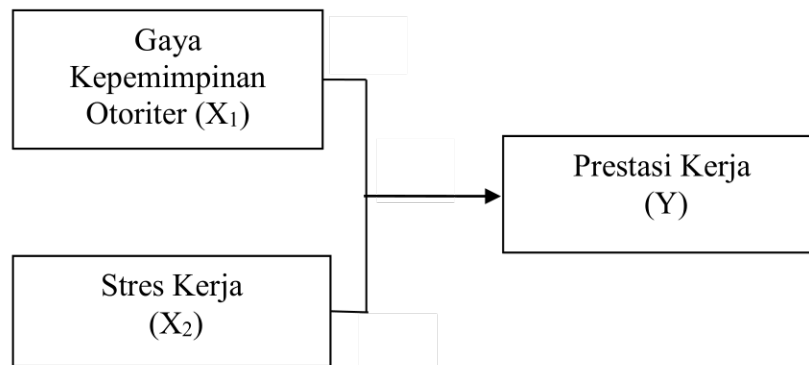 Gaya
Kepemimpinan
Otoriter (X₁)
Prestasi Kerja
(Y)
Stres Kerja
(X₂)